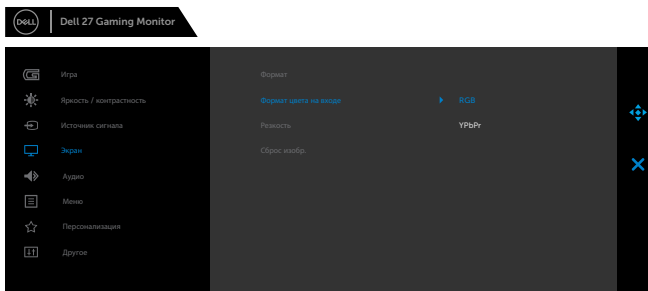 DELL
Dell 27 Gaming Monitor
Игра
Формат
Яркость / контрастность
Формат цвета на входе
RGB
Источник сигнала
Резкость
YPbPr
Экран
Сброс изобр.
Аудио
Меню
Персонализация
Другое